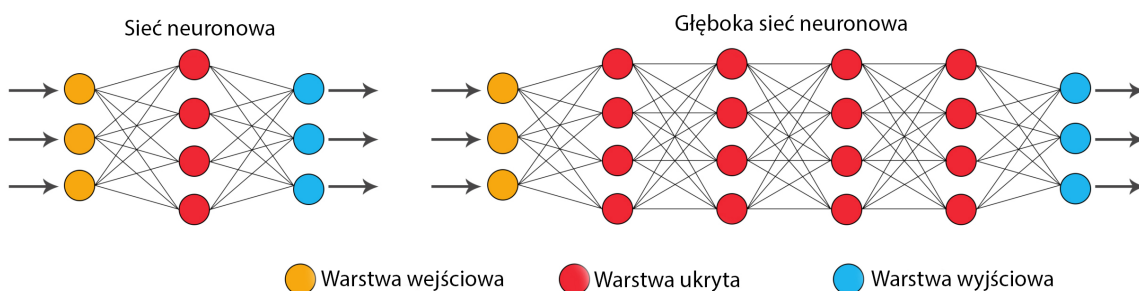 Sieć neuronowa
Głęboka sieć neuronowa
Warstwa wejściowa
Warstwa ukryta
Warstwa wyjściowa